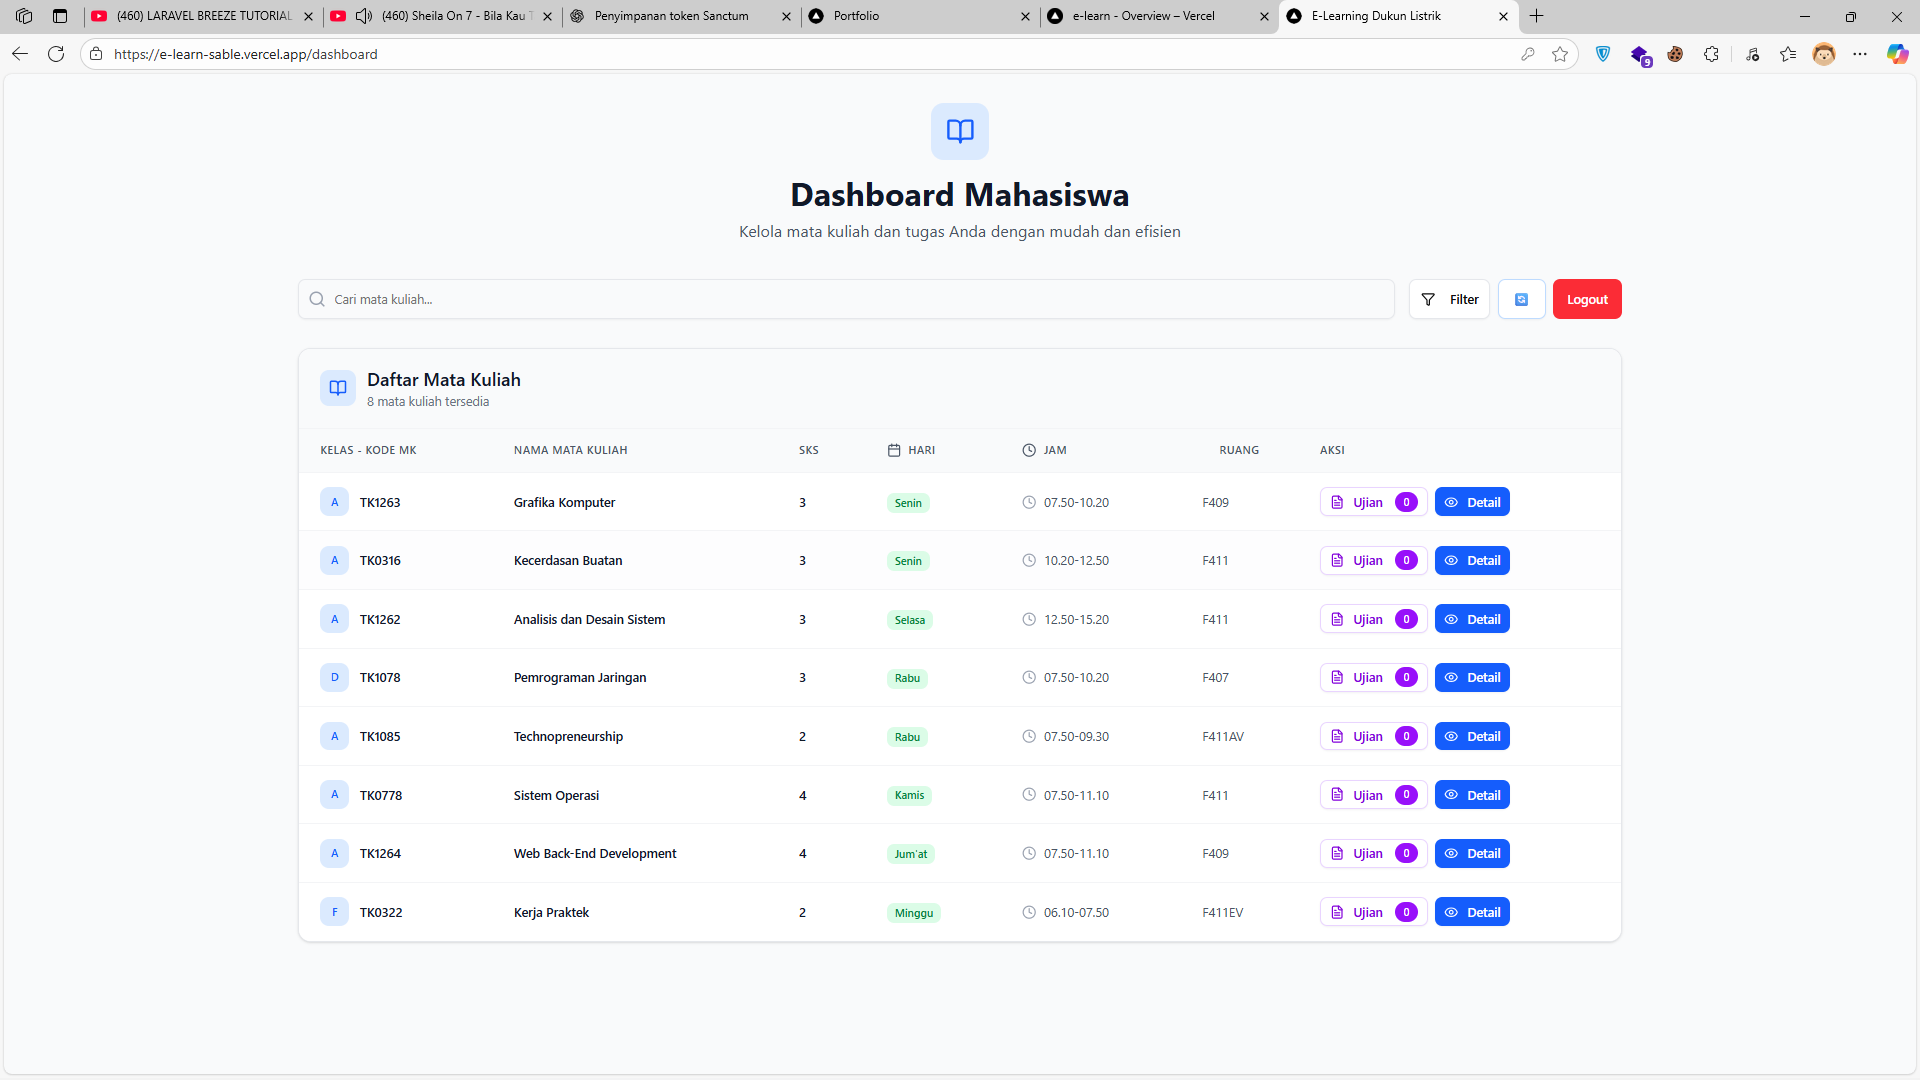 (460) LARAVEL BREEZE TUTORIAL
(460) Sheila On 7 - Bila Kau T
Penyimpanan token Sanctum
Portfolio
e-learn - Overview – Vercel
E-Learning Dukun Listrik
https://e-learn-sable.vercel.app/dashboard
9
Dashboard Mahasiswa
Kelola mata kuliah dan tugas Anda dengan mudah dan efisien
Cari mata kuliah...
Filter
Logout
Daftar Mata Kuliah
8 mata kuliah tersedia
KELAS - KODE MK NAMA MATA KULIAH SKS HARI JAM RUANG AKSI
A TK1263 Grafika Komputer 3 Senin 07.50-10.20 F409 Ujian 0 Detail
A TK0316 Kecerdasan Buatan 3 Senin 10.20-12.50 F411 Ujian 0 Detail
A TK1262 Analisis dan Desain Sistem 3 Selasa 12.50-15.20 F411 Ujian 0 Detail
D TK1078 Pemrograman Jaringan 3 Rabu 07.50-10.20 F407 Ujian 0 Detail
A TK1085 Technopreneurship 2 Rabu 07.50-09.30 F411AV Ujian 0 Detail
A TK0778 Sistem Operasi 4 Kamis 07.50-11.10 F411 Ujian 0 Detail
A TK1264 Web Back-End Development 4 Jum'at 07.50-11.10 F409 Ujian 0 Detail
F TK0322 Kerja Praktek 2 Minggu 06.10-07.50 F411EV Ujian 0 Detail